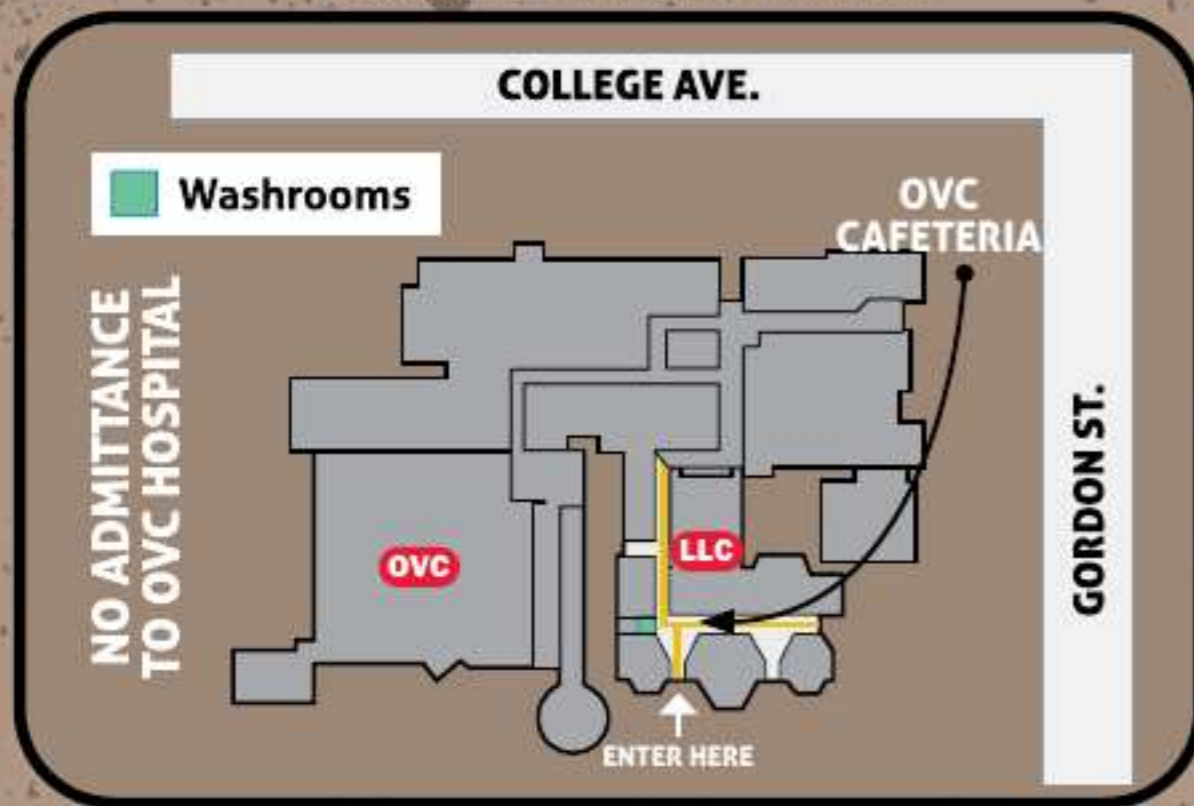 COLLEGE AVE.
Washrooms
OVC
CAFETERIA
NO ADMITTANCE
TO OVC HOSPITAL
GORDON ST.
LLC
OVC
ENTER HERE